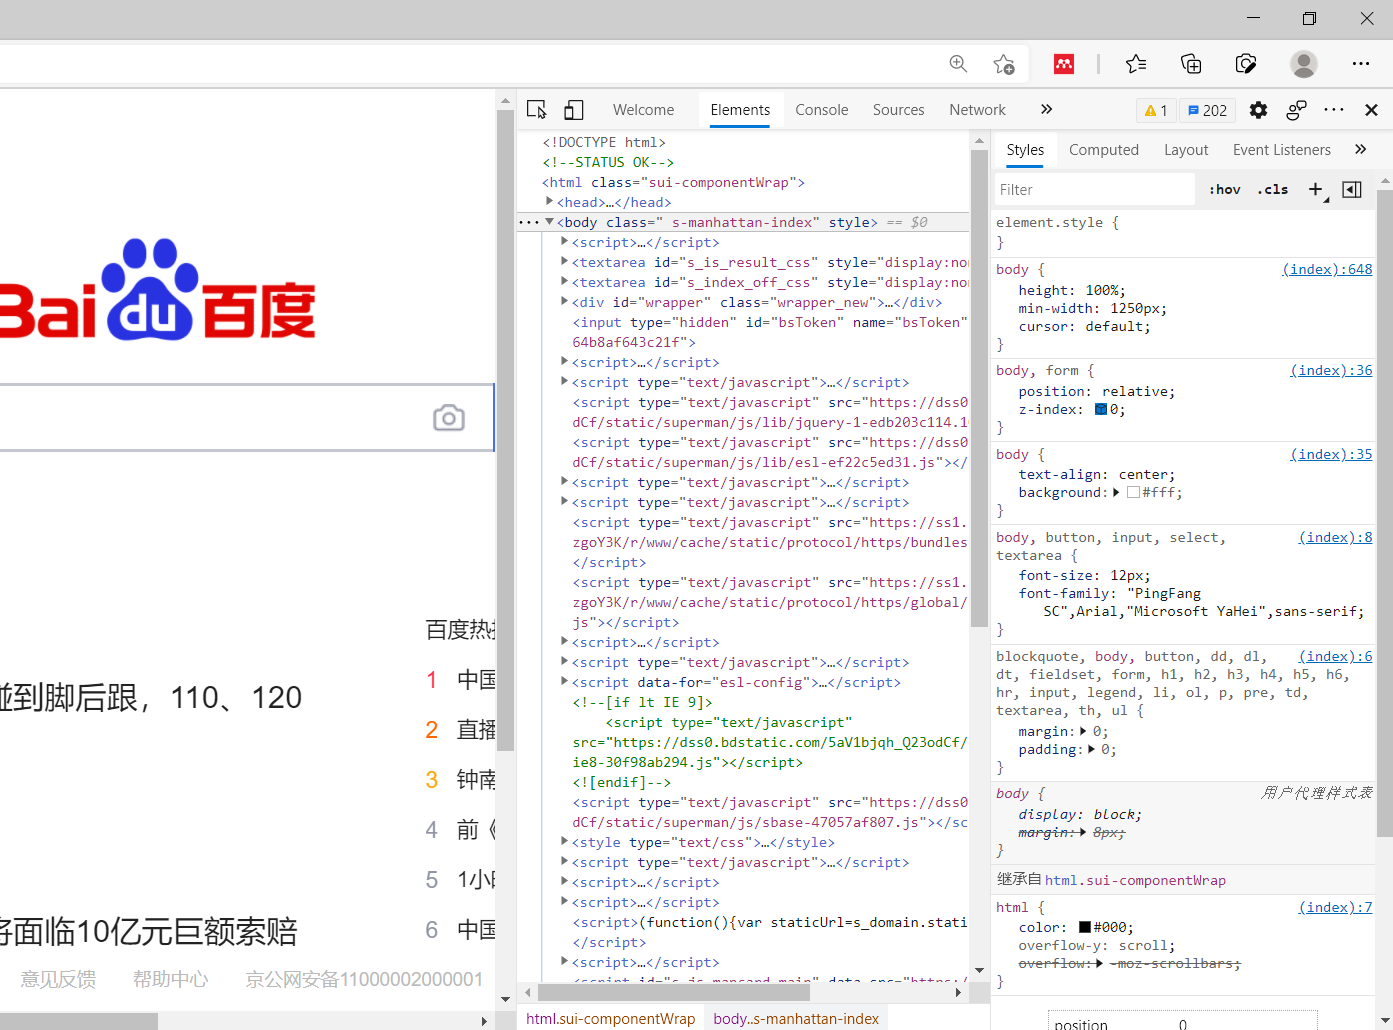 Welcome Elements Console Sources Network » 1 202
Bai du 百度
百度热
1 中国
碰到脚后跟，110、120
2 直播
3 钟南
4 前《
5 1小
将面临10亿元巨额索赔
6 中国
意见反馈 帮助中心 京公网安备11000002000001
<!DOCTYPE html>
<!--STATUS OK-->
<html class="sui-componentWrap">
<head>…</head>
<body class=" s-manhattan-index" style> == $0
<script>…</script>
<textarea id="s_is_result_css" style="display:no
<textarea id="s_index_off_css" style="display:no
<div id="wrapper" class="wrapper_new">…</div>
<input type="hidden" id="bsToken" name="bsToken"
64b8af643c21f">
<script>…</script>
<script type="text/javascript">…</script>
<script type="text/javascript" src="https://dss0
dCf/static/superman/js/lib/jquery-1-edb203c114.1
<script type="text/javascript" src="https://dss0
dCf/static/superman/js/lib/esl-ef22c5ed31.js"></
<script type="text/javascript">…</script>
<script type="text/javascript">…</script>
<script type="text/javascript" src="https://ss1.
zgoY3K/r/www/cache/static/protocol/https/bundles
</script>
<script type="text/javascript" src="https://ss1.
zgoY3K/r/www/cache/static/protocol/https/global/
js"></script>
<script>…</script>
<script type="text/javascript">…</script>
<script data-for="esl-config">…</script>
<!--[if lt IE 9]>
<script type="text/javascript"
src="https://dss0.bdstatic.com/5aV1bjqh_Q23odCf/
ie8-30f98ab294.js"></script>
<![endif]-->
<script type="text/javascript" src="https://dss0
dCf/static/superman/js/sbase-47057af807.js"></sc
<style type="text/css">…</style>
<script type="text/javascript">…</script>
<script>…</script>
<script>…</script>
<script>(function(){var staticUrl=s_domain.stati
</script>
<script>…</script>
html.sui-componentWrap body..s-manhattan-index
Styles Computed Layout Event Listeners »
Filter :hov .cls +
element.style {
}
body { (index):648
height: 100%;
min-width: 1250px;
cursor: default;
}
body, form { (index):36
position: relative;
z-index: 0;
}
body { (index):35
text-align: center;
background: #fff;
}
body, button, input, select, (index):8
textarea {
font-size: 12px;
font-family: "PingFang
SC",Arial,"Microsoft YaHei",sans-serif;
}
blockquote, body, button, dd, dl, (index):6
dt, fieldset, form, h1, h2, h3, h4, h5, h6,
hr, input, legend, li, ol, p, pre, td,
textarea, th, ul {
margin: 0;
padding: 0;
}
body { 用户代理样式表
display: block;
margin: 8px;
}
继承自 html.sui-componentWrap
html { (index):7
color: #000;
overflow-y: scroll;
overflow: -moz-scrollbars;
}
position 0